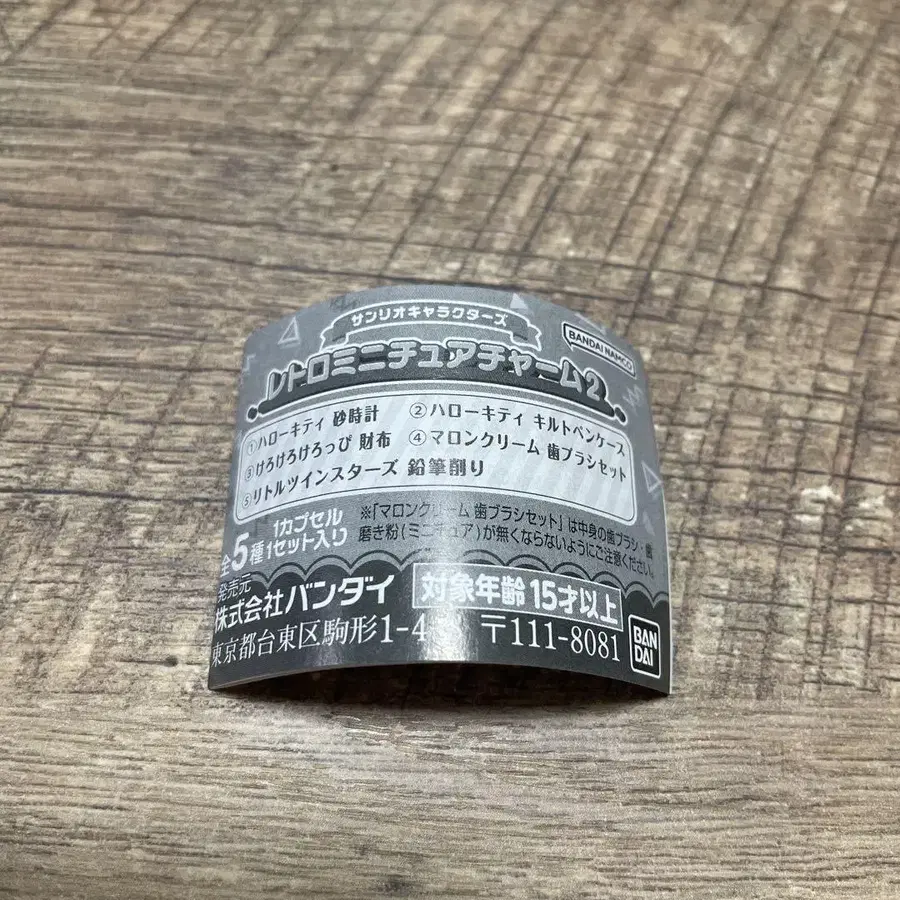 サンリオキャラクターズ
BANDAI NAMCO
レトロミニチュアチャーム2
①ハローキティ 砂時計
②ハローキティ キルトペンケース
③けろけろけろっぴ 財布
④マロンクリーム 歯ブラシセット
⑤リトルツインスターズ 鉛筆削り
全5種
1カプセル
1セット入り
※「マロンクリーム 歯ブラシセット」は中身の歯ブラシ・歯
磨き粉(ミニチュア)が無くならないようにご注意ください。
発売元
株式会社バンダイ
対象年齢 15才以上
東京都台東区駒形1-4
〒111-8081
BAN
DAI